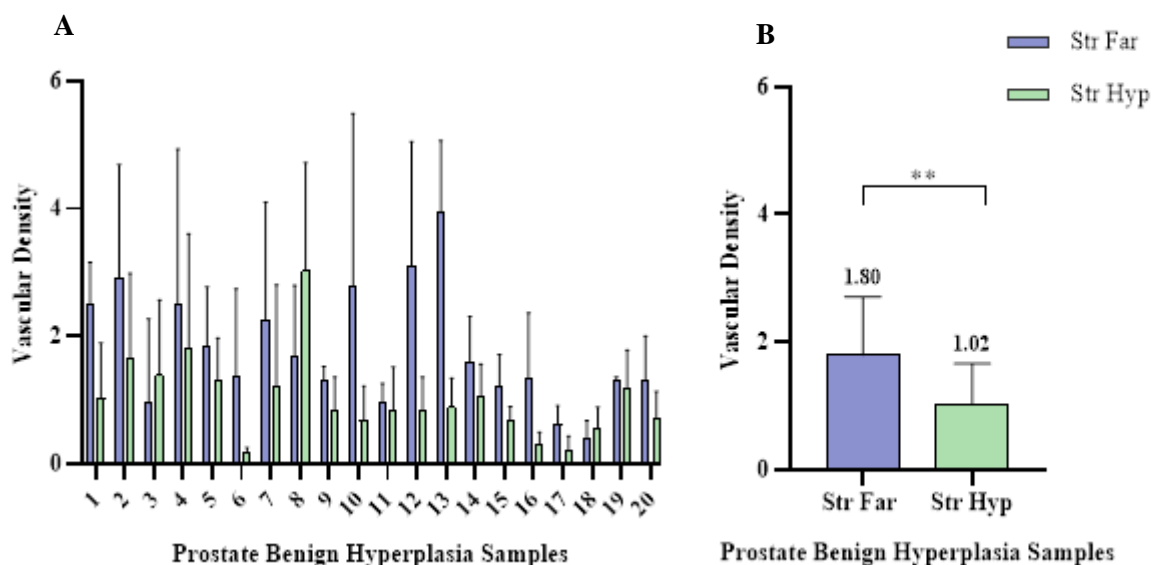 A
6
4
2
0
Vascular Density
1 2 3 4 5 6 7 8 9 10 11 12 13 14 15 16 17 18 19 20
Prostate Benign Hyperplasia Samples
B
Str Far
Str Hyp
6
4
2
0
Vascular Density
**
1.80
1.02
Str Far Str Hyp
Prostate Benign Hyperplasia Samples